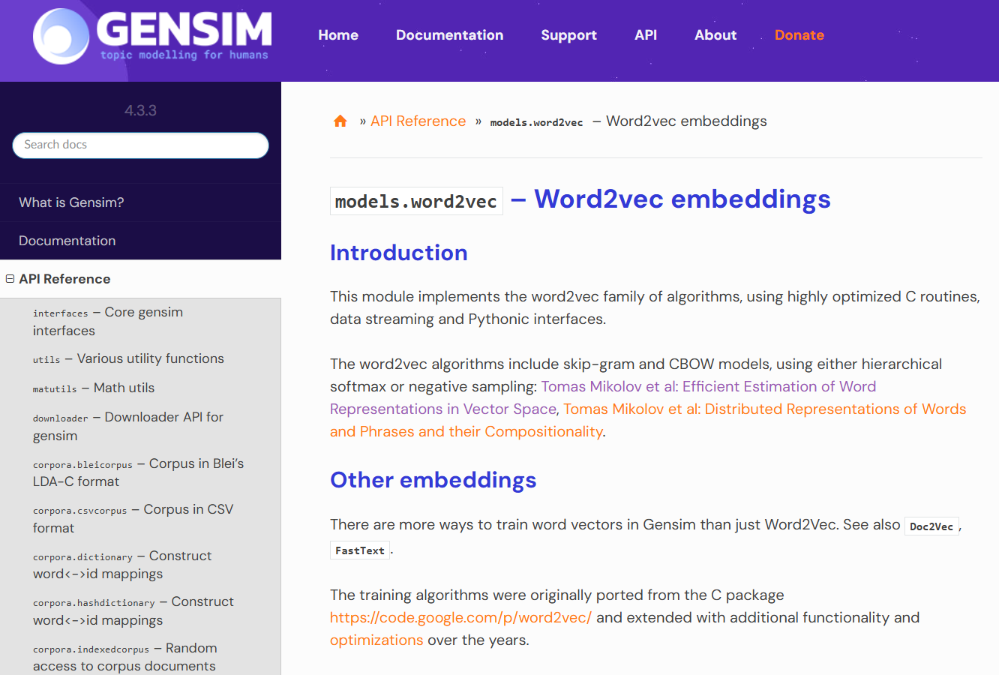 GENSIM
topic modelling for humans
Home Documentation Support API About Donate
4.3.3
Search docs
What is Gensim?
Documentation
API Reference
interfaces – Core gensim
interfaces
utils – Various utility functions
matutils – Math utils
downloader – Downloader API for
gensim
corpora.bleicorpus – Corpus in Blei’s
LDA-C format
corpora.csvcorpus – Corpus in CSV
format
corpora.dictionary – Construct
word<->id mappings
corpora.hashdictionary – Construct
word<->id mappings
corpora.indexedcorpus – Random
access to corpus documents
» API Reference » models.word2vec – Word2vec embeddings
models.word2vec – Word2vec embeddings
Introduction
This module implements the word2vec family of algorithms, using highly optimized C routines,
data streaming and Pythonic interfaces.
The word2vec algorithms include skip-gram and CBOW models, using either hierarchical
softmax or negative sampling: Tomas Mikolov et al: Efficient Estimation of Word
Representations in Vector Space, Tomas Mikolov et al: Distributed Representations of Words
and Phrases and their Compositionality.
Other embeddings
There are more ways to train word vectors in Gensim than just Word2Vec. See also Doc2Vec,
FastText.
The training algorithms were originally ported from the C package
https://code.google.com/p/word2vec/ and extended with additional functionality and
optimizations over the years.